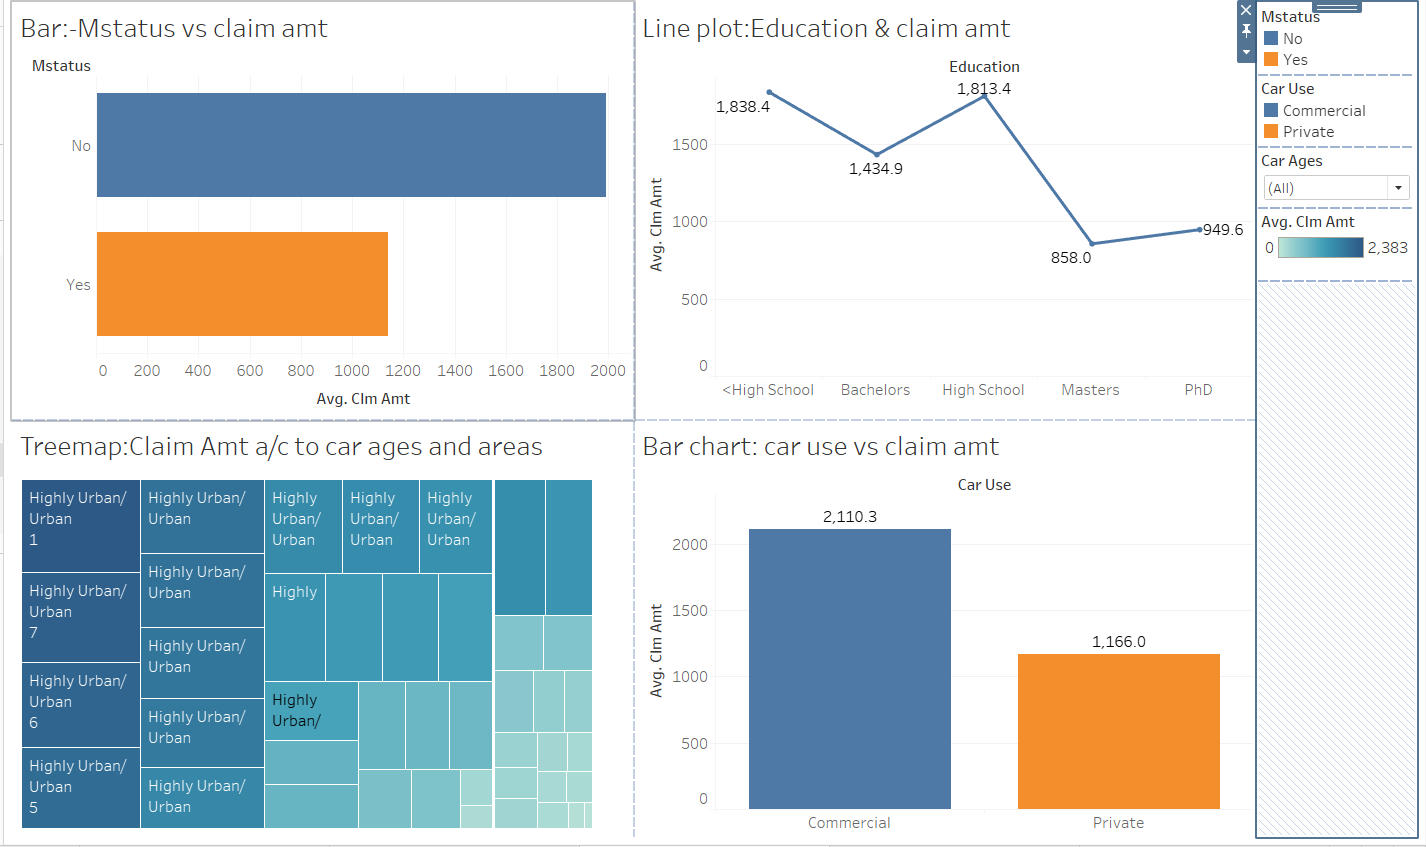 Bar:-Mstatus vs claim amt
Mstatus
No
Yes
0 200 400 600 800 1000 1200 1400 1600 1800 2000
Avg. Clm Amt
Line plot:Education & claim amt
Education
1,838.4
1,434.9
1,813.4
858.0
949.6
1500
1000
500
0
Avg. Clm Amt
<High School Bachelors High School Masters PhD
Treemap:Claim Amt a/c to car ages and areas
Highly Urban/
Urban
1
Highly Urban/
Urban
7
Highly Urban/
Urban
6
Highly Urban/
Urban
5
Highly Urban/
Urban
Highly Urban/
Urban
Highly Urban/
Urban
Highly Urban/
Urban
Highly Urban/
Urban
Highly
Urban/
Urban
Highly
Urban/
Urban
Highly
Urban/
Urban
Highly
Highly
Urban/
Bar chart: car use vs claim amt
Car Use
2,110.3
1,166.0
2000
1500
1000
500
0
Avg. Clm Amt
Commercial Private
Mstatus
No
Yes
Car Use
Commercial
Private
Car Ages
(All)
Avg. Clm Amt
0 2,383